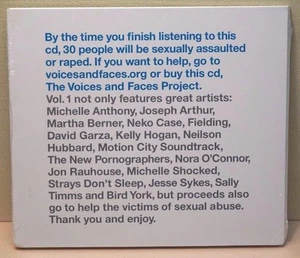 By the time you finish listening to this
cd, 30 people will be sexually assaulted
or raped. If you want to help, go to
voicesandfaces.org or buy this cd,
The Voices and Faces Project.
Vol.1 not only features great artists:
Michelle Anthony, Joseph Arthur,
Martha Berner, Neko Case, Fielding,
David Garza, Kelly Hogan, Neilson
Hubbard, Motion City Soundtrack,
The New Pornographers, Nora O'Connor,
Jon Rauhouse, Michelle Shocked,
Strays Don't Sleep, Jesse Sykes, Sally
Timms and Bird York, but proceeds also
go to help the victims of sexual abuse.
Thank you and enjoy.